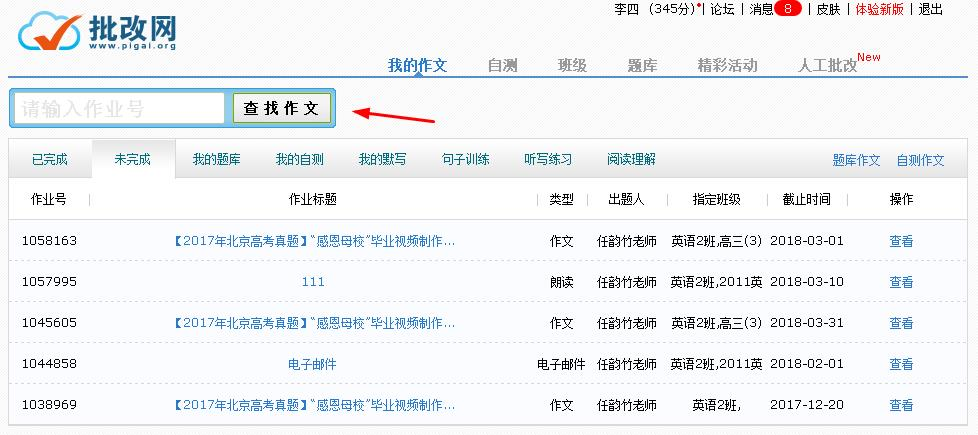 李四 (345分)*| 论坛 | 消息 8 | 皮肤 | 体验新版 | 退出
批改网
www.pigai.org
我的作文 自测 班级 题库 精彩活动 人工批改 New
请输入作业号 查找作文
已完成 未完成 我的题库 我的自测 我的默写 句子训练 听写练习 阅读理解 题库作文 自测作文
作业号 作业标题 类型 出题人 指定班级 截止时间 操作
1058163 【2017年北京高考真题】“感恩母校”毕业视频制作... 作文 任韵竹老师 英语2班,高三(3) 2018-03-01 查看
1057995 111 朗读 任韵竹老师 英语2班,2011英 2018-03-10 查看
1045605 【2017年北京高考真题】“感恩母校”毕业视频制作... 作文 任韵竹老师 英语2班,高三(3) 2018-03-31 查看
1044858 电子邮件 电子邮件 任韵竹老师 英语2班,2011英 2018-02-01 查看
1038969 【2017年北京高考真题】“感恩母校”毕业视频制作... 作文 任韵竹老师 英语2班, 2017-12-20 查看